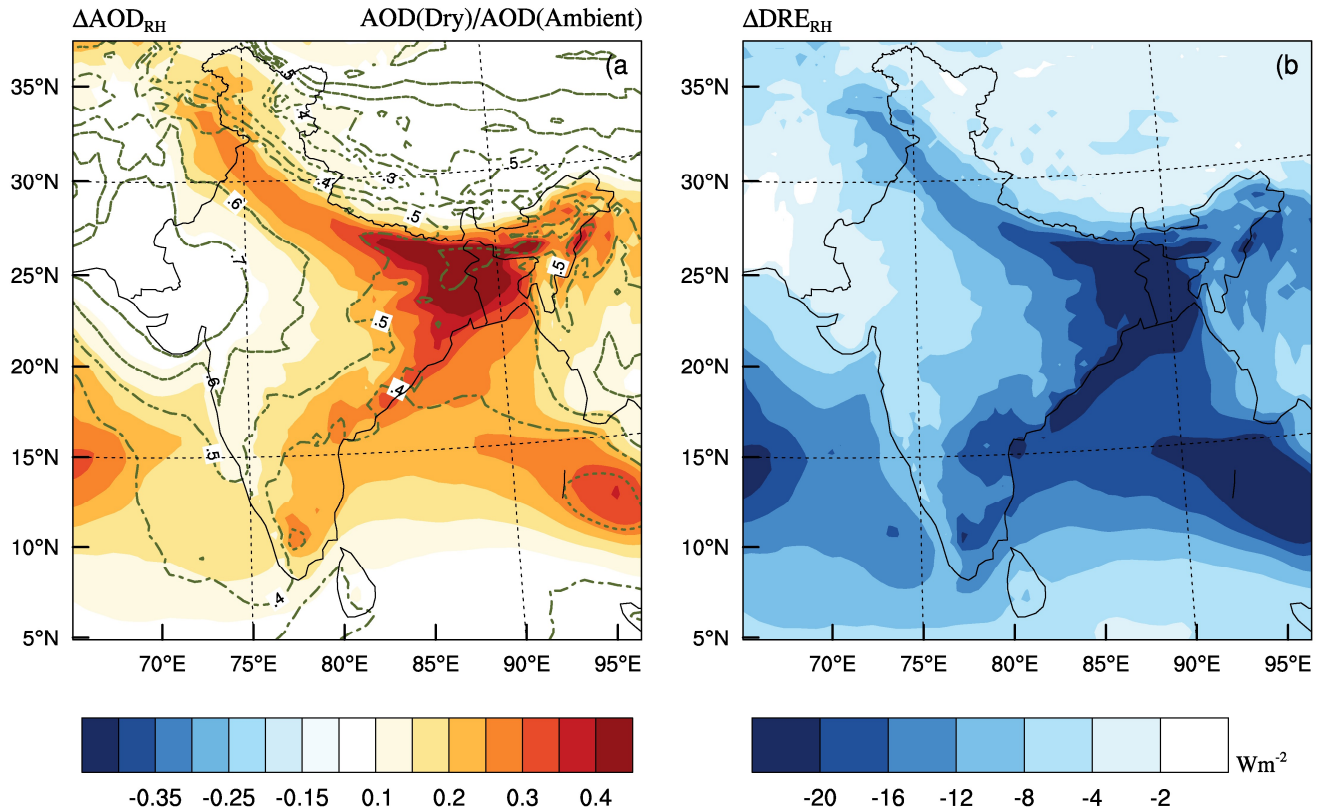 ΔAOD_RH AOD(Dry)/AOD(Ambient)
(a
35°N
30°N
25°N
20°N
15°N
10°N
5°N
.5
.4
.5
.3
.4
.6
.5
.7
.5
.5
.6
.4
.5
.4
70°E
75°E
80°E
85°E
90°E
95°E
-0.35 -0.25 -0.15 0.1 0.2 0.3 0.4
ΔDRE_RH
(b
35°N
30°N
25°N
20°N
15°N
10°N
5°N
70°E
75°E
80°E
85°E
90°E
95°E
-20 -16 -12 -8 -4 -2
Wm⁻²